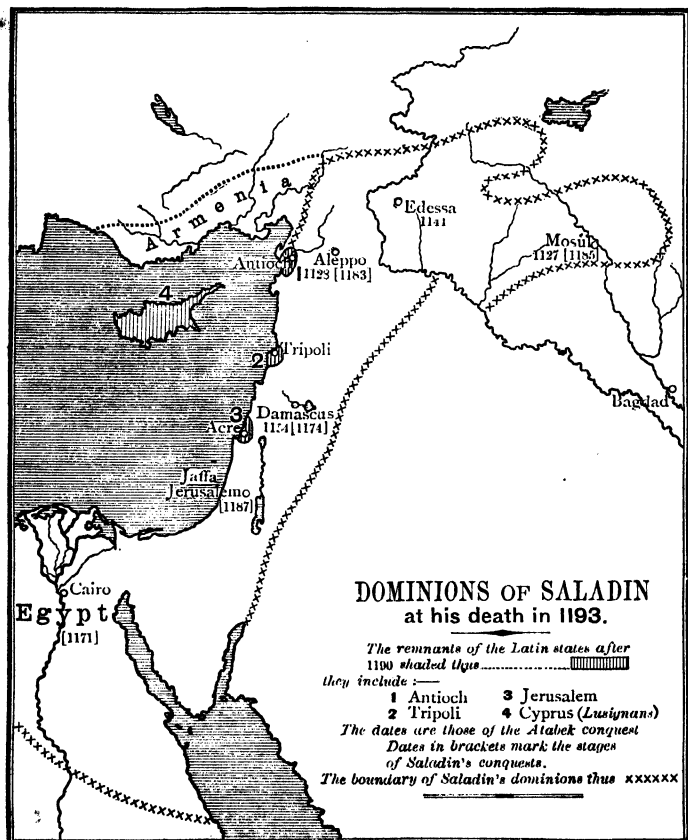 Armenia
Edessa
1141
Mosul
1127 [1185]
Antioch
Aleppo
1128 [1183]
1
4
Tripoli
2
Bagdad
3
Damascus
1154 [1174]
Acre
Jaffa
Jerusalem
[1187]
Cairo
Egypt
[1171]
DOMINIONS OF SALADIN
at his death in 1193.
The remnants of the Latin states after
1190 shaded thus
they include :—
1 Antioch 3 Jerusalem
2 Tripoli 4 Cyprus (Lusignans)
The dates are those of the Atabek conquest
Dates in brackets mark the stages
of Saladin's conquests.
The boundary of Saladin's dominions thus xxxxxx